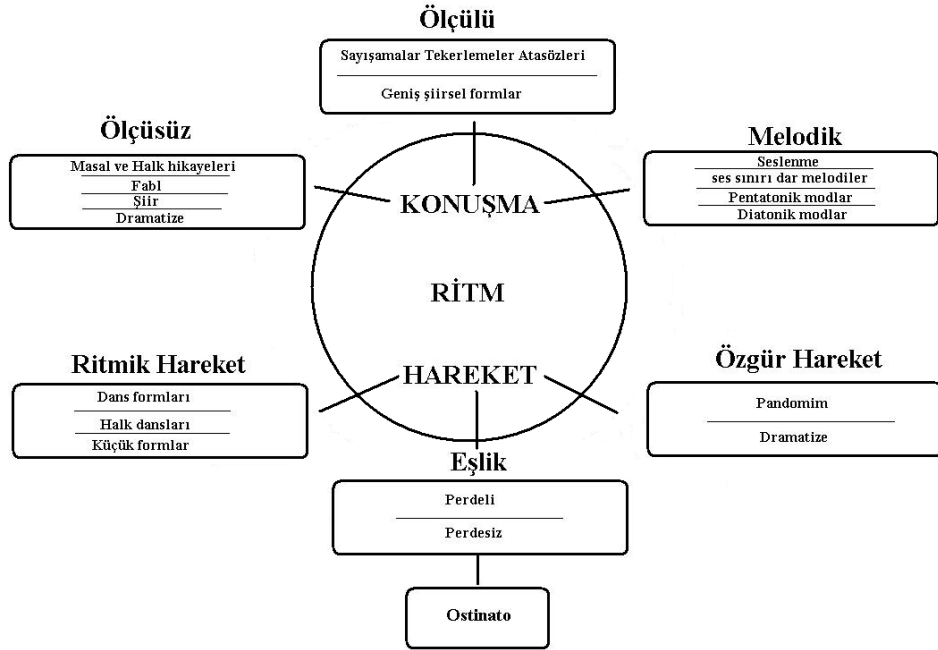 Ölçülü
Sayışamalar Tekerlemeler Atasözleri
Geniş şiirsel formlar
Ölçüsüz
Masal ve Halk hikayeleri
Fabl
Şiir
Dramatize
Melodik
Seslenme
ses sınırı dar melodiler
Pentatonik modlar
Diatonik modlar
KONUŞMA
RİTM
HAREKET
Ritmik Hareket
Dans formları
Halk dansları
Küçük formlar
Özgür Hareket
Pandomim
Dramatize
Eşlik
Perdeli
Perdesiz
Ostinato